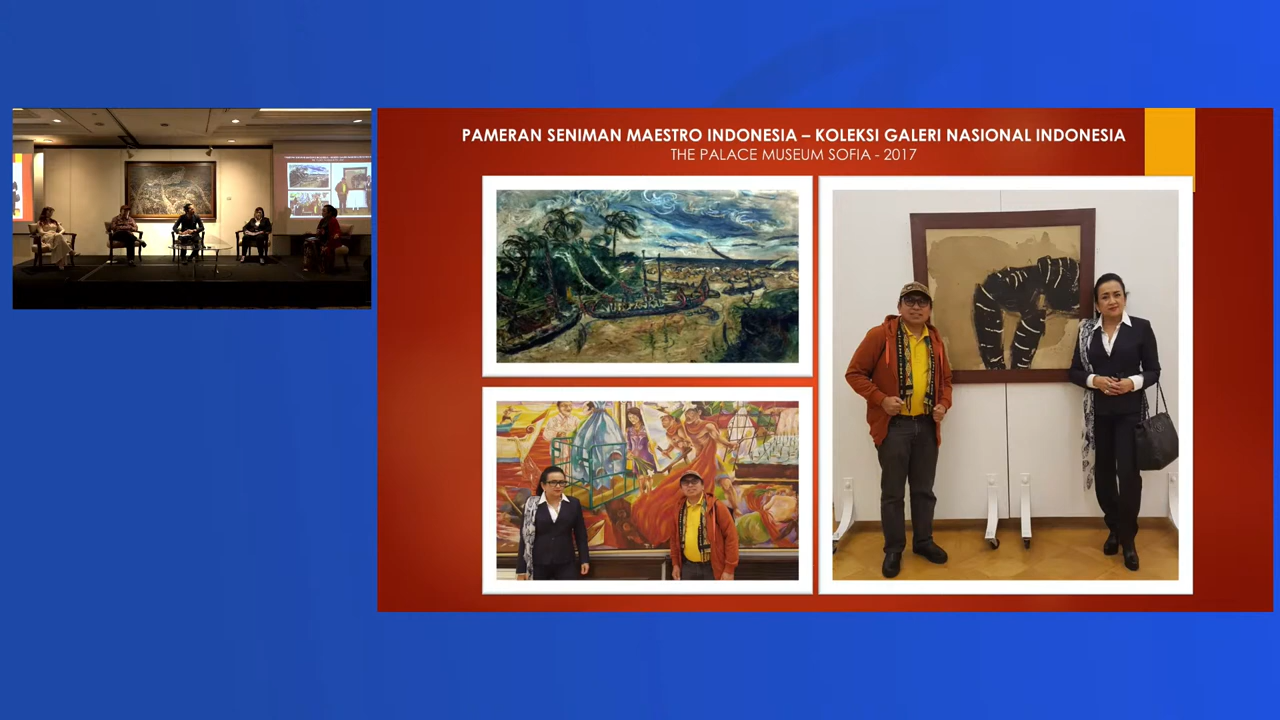 PAMERAN SENIMAN MAESTRO INDONESIA – KOLEKSI GALERI NASIONAL INDONESIA
THE PALACE MUSEUM SOFIA - 2017